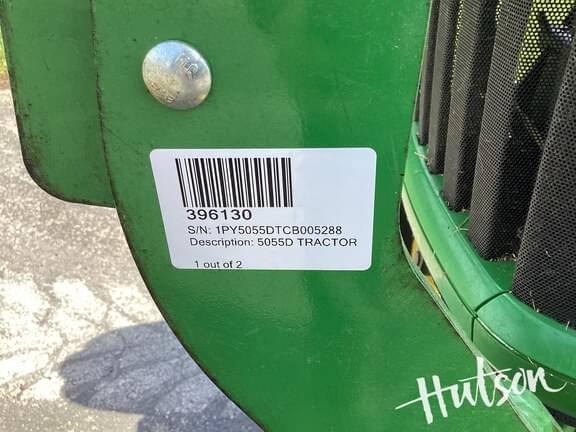 396130
S/N: 1PY5055DTCB005288
Description: 5055D TRACTOR
1 out of 2
Hutson